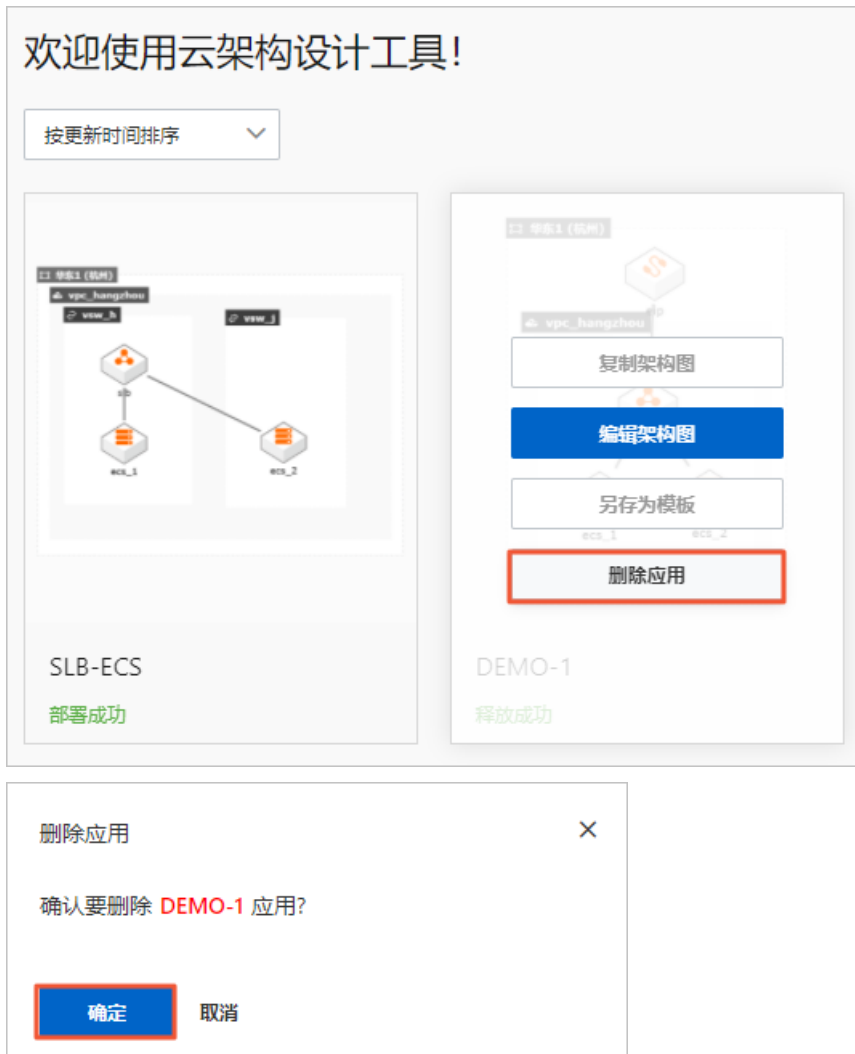 欢迎使用云架构设计工具！
按更新时间排序
华东1 (杭州)
vpc_hangzhou
vsw_h
vsw_j
slb
ecs_1
ecs_2
SLB-ECS
部署成功
华东1 (杭州)
eip
vpc_hangzhou
复制架构图
编辑架构图
另存为模板
ecs_1
ecs_2
删除应用
DEMO-1
释放成功
删除应用
确认要删除 DEMO-1 应用?
确定
取消